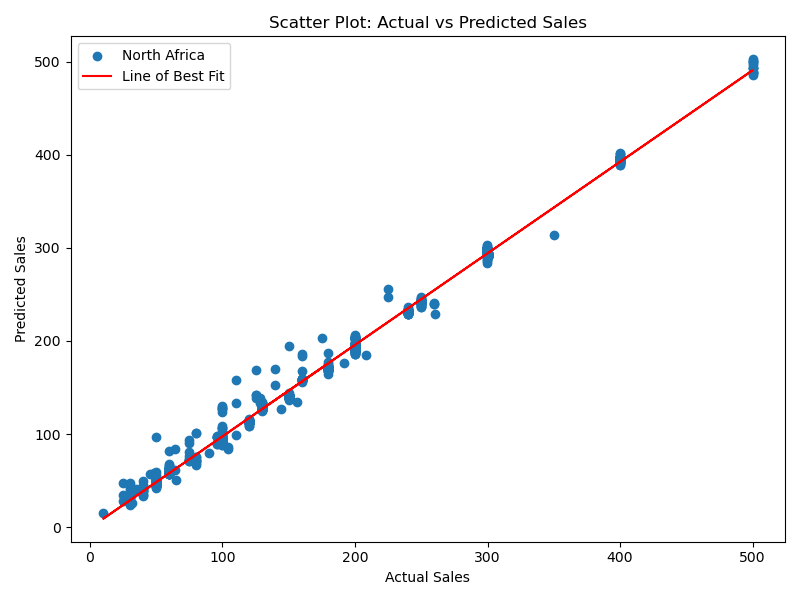 Scatter Plot: Actual vs Predicted Sales
North Africa
Line of Best Fit
500
400
300
200
100
0
Predicted Sales
0 100 200 300 400 500
Actual Sales